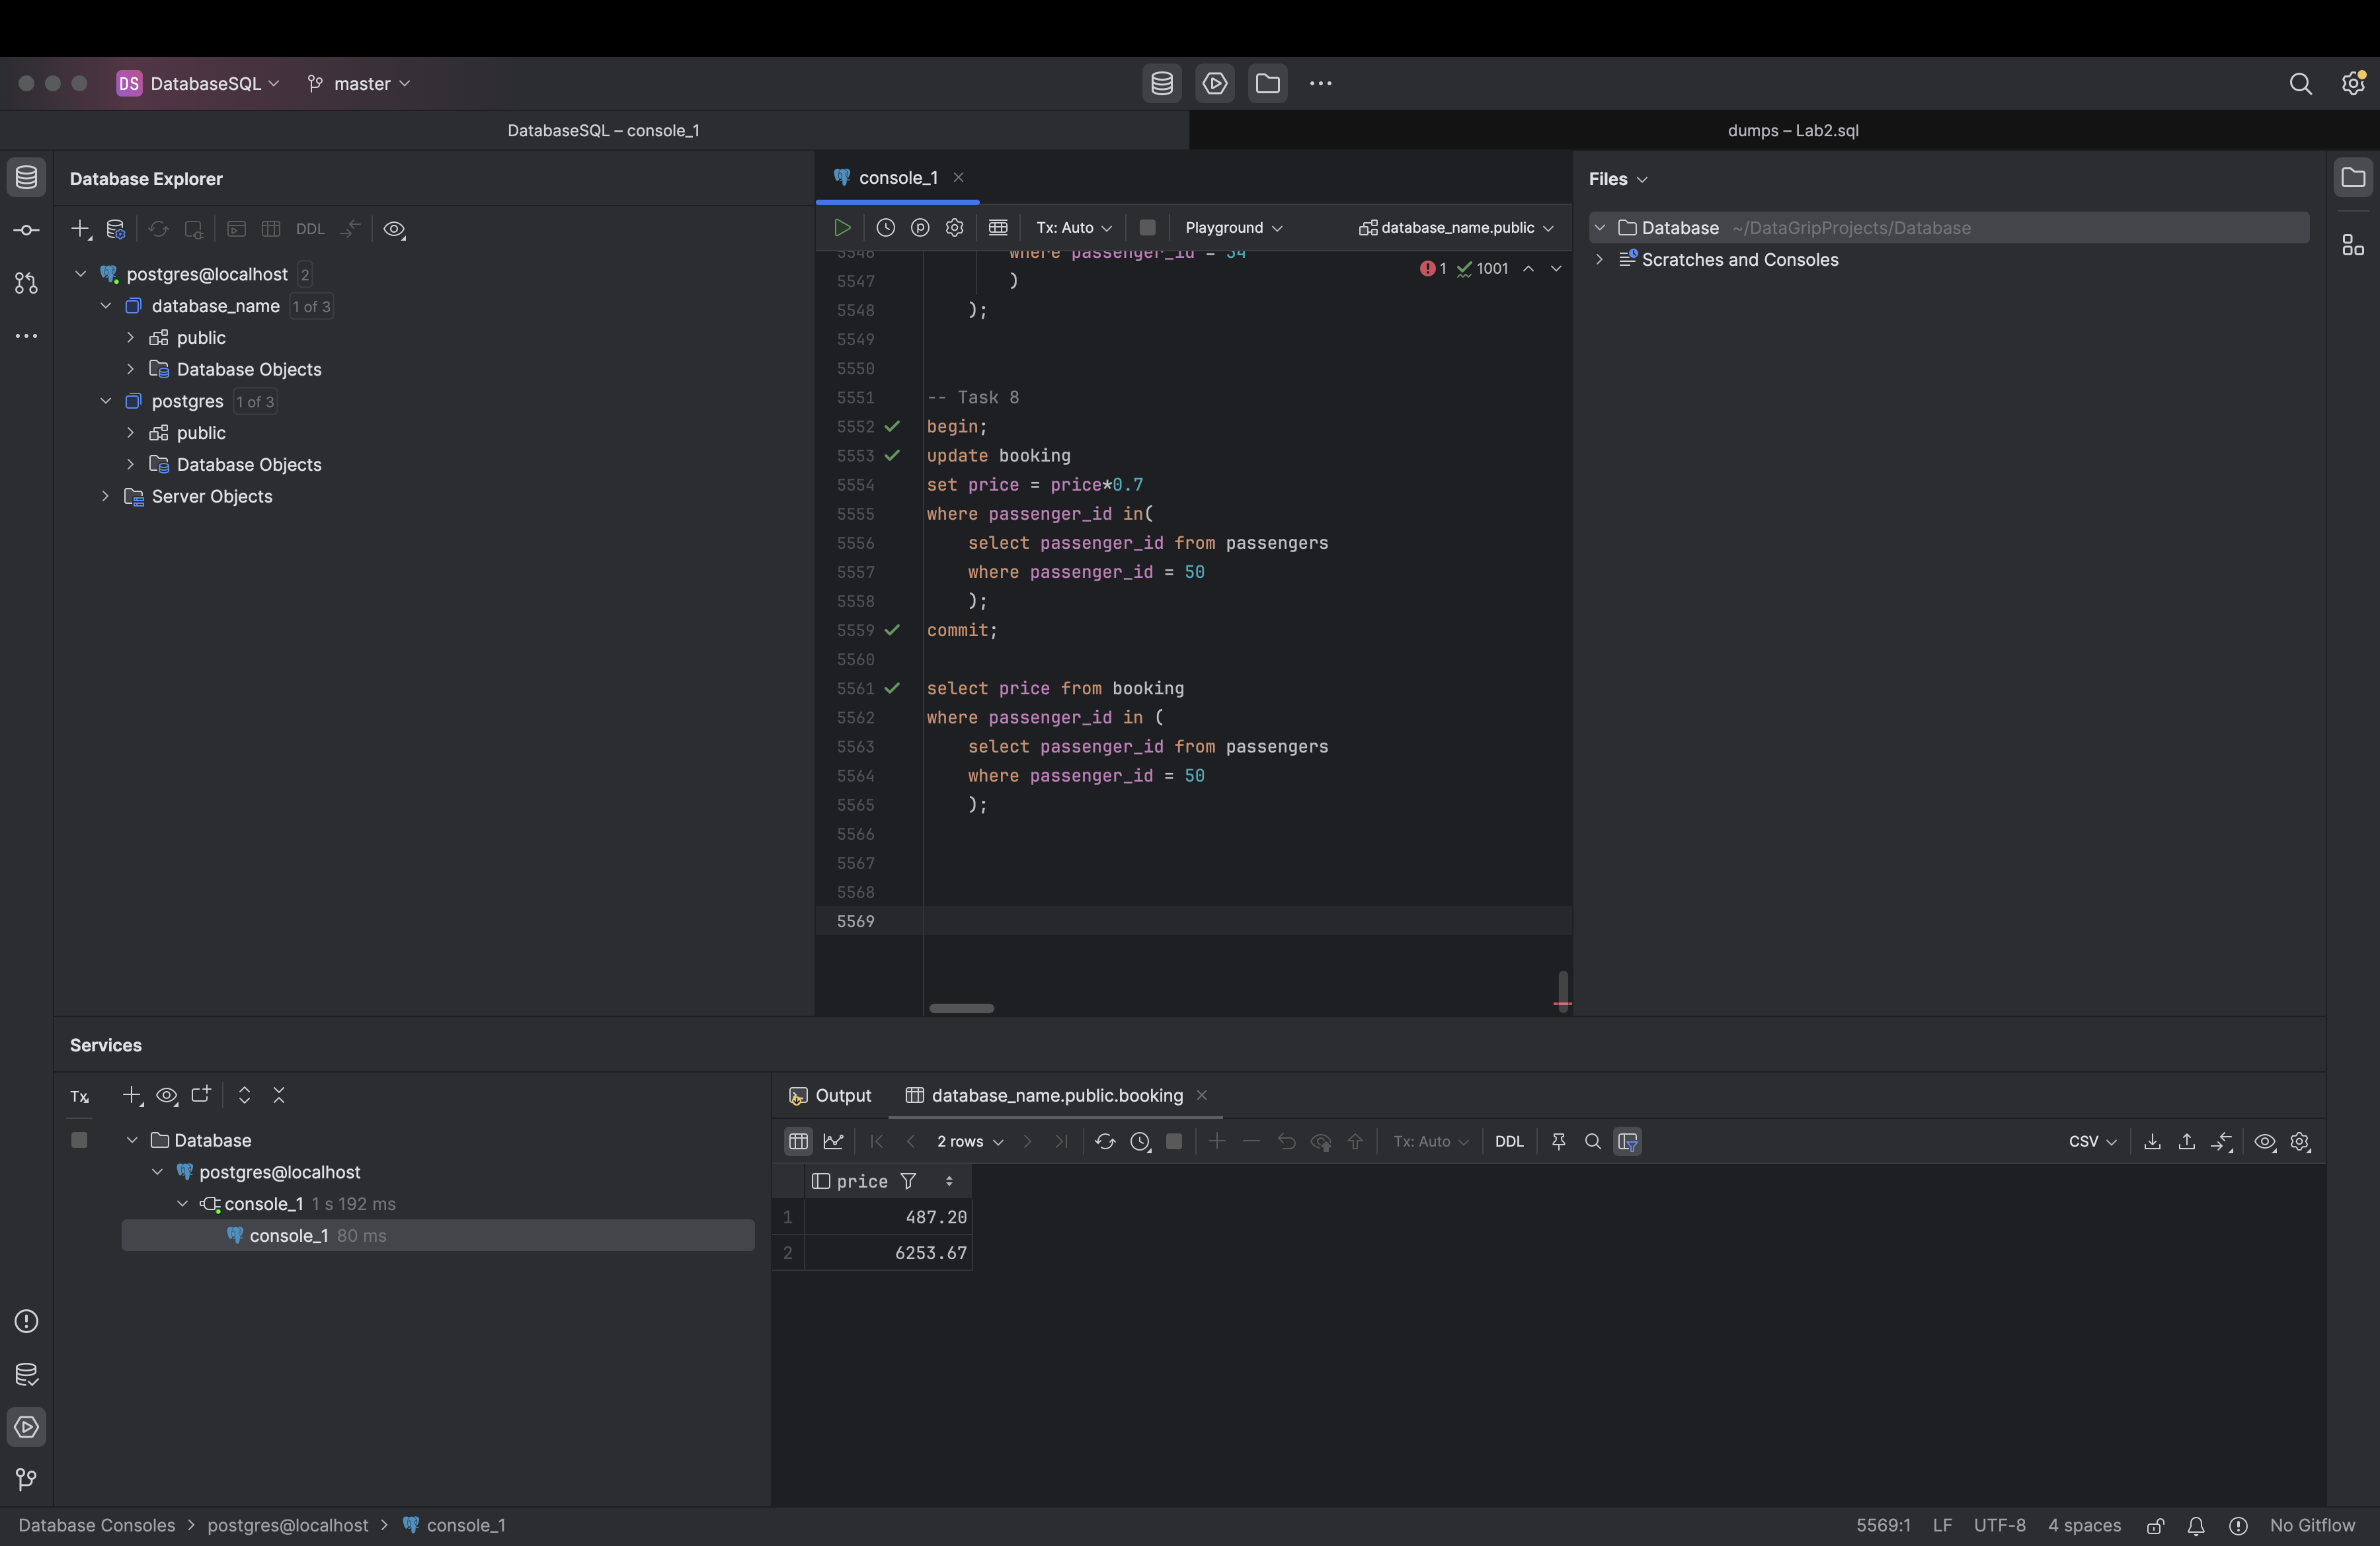 DS DatabaseSQL master
DatabaseSQL – console_1
dumps – Lab2.sql
Database Explorer
DDL
postgres@localhost 2
database_name 1 of 3
public
Database Objects
postgres 1 of 3
public
Database Objects
Server Objects
console_1
Tx: Auto Playground database_name.public
1 1001
5546 where passenger_id = 34
5547 )
5548 );
5549
5550
5551 -- Task 8
5552 begin;
5553 update booking
5554 set price = price*0.7
5555 where passenger_id in(
5556 select passenger_id from passengers
5557 where passenger_id = 50
5558 );
5559 commit;
5560
5561 select price from booking
5562 where passenger_id in (
5563 select passenger_id from passengers
5564 where passenger_id = 50
5565 );
5566
5567
5568
5569
Files
Database ~/DataGripProjects/Database
Scratches and Consoles
Services
Tx
Database
postgres@localhost
console_1 1 s 192 ms
console_1 80 ms
Output database_name.public.booking
2 rows Tx: Auto DDL CSV
price
1 487.20
2 6253.67
Database Consoles > postgres@localhost > console_1
5569:1 LF UTF-8 4 spaces No Gitflow